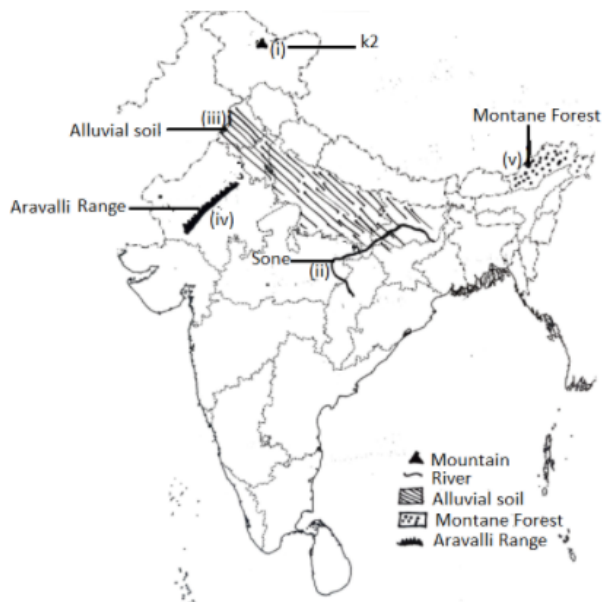 (i) k2
Montane Forest
(iii)
Alluvial soil
(v)
Aravalli Range
(iv)
Sone
(ii)
Mountain
River
Alluvial soil
Montane Forest
Aravalli Range